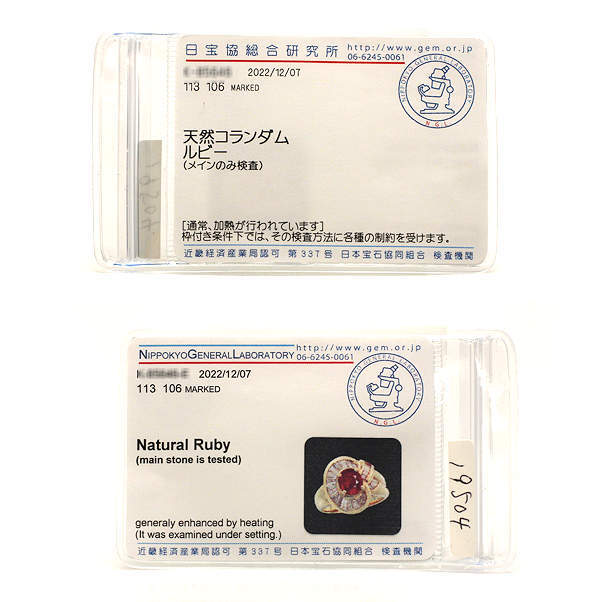 日宝協総合研究所
http://www.gem.or.jp
06-6245-0061
2022/12/07
113 106 MARKED
NIPPOKYO GENERAL LABORATORY
N.G.L.
天然コランダム
ルビー
(メインのみ検査)
[通常、加熱が行われています]
枠付き条件下では、その検査方法に各種の制約を受けます。
近畿経済産業局認可 第337号 日本宝石協同組合 検査機関
NIPPOKYOGENERALLABORATORY
http://www.gem.or.jp
06-6245-0061
2022/12/07
113 106 MARKED
NIPPOKYO GENERAL LABORATORY
N.G.L.
Natural Ruby
(main stone is tested)
generaly enhanced by heating
(It was examined under setting.)
近畿経済産業局認可 第337号 日本宝石協同組合 検査機関
19504